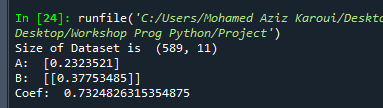 In [24]: runfile('C:/Users/Mohamed Aziz Karoui/Deskto
Desktop/Workshop Prog Python/Project')
Size of Dataset is  (589, 11)
A:  [0.2323521]
B:  [[0.37753485]]
Coef:  0.7324826315354875